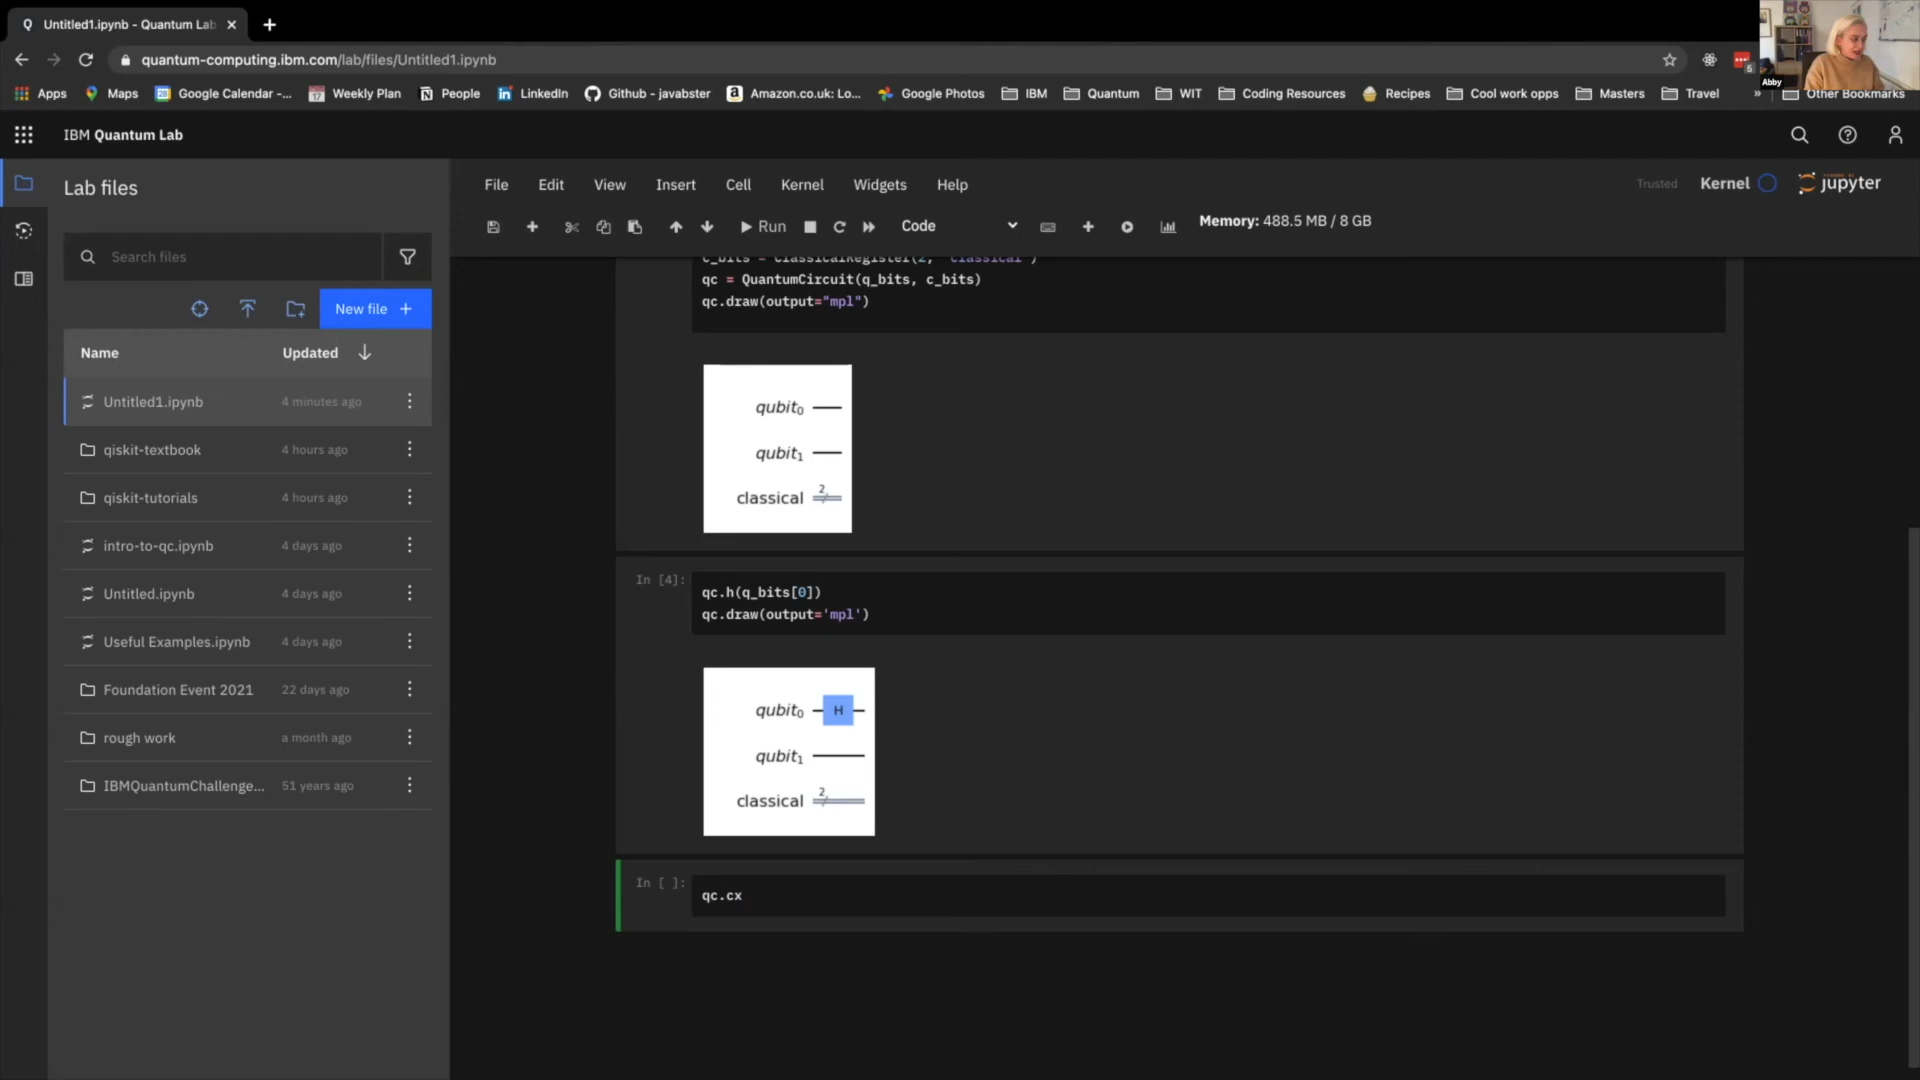 Untitled1.ipynb - Quantum Lab
quantum-computing.ibm.com/lab/files/Untitled1.ipynb
5
Abby
Apps
Maps
Google Calendar -...
Weekly Plan
People
LinkedIn
Github - javabster
Amazon.co.uk: Lo...
Google Photos
IBM
Quantum
WIT
Coding Resources
Recipes
Cool work opps
Masters
Travel
»
Other Bookmarks
IBM Quantum Lab
Lab files
File Edit View Insert Cell Kernel Widgets Help
Trusted
Kernel
jupyter
Search files
Run
Code
Memory: 488.5 MB / 8 GB
New file +
Name Updated
Untitled1.ipynb 4 minutes ago
qiskit-textbook 4 hours ago
qiskit-tutorials 4 hours ago
intro-to-qc.ipynb 4 days ago
Untitled.ipynb 4 days ago
Useful Examples.ipynb 4 days ago
Foundation Event 2021 22 days ago
rough work a month ago
IBMQuantumChallenge... 51 years ago
c_bits = ClassicalRegister(2, "classical")
qc = QuantumCircuit(q_bits, c_bits)
qc.draw(output="mpl")
qubit0
qubit1
classical 2
In [4]:
qc.h(q_bits[0])
qc.draw(output='mpl')
qubit0 H
qubit1
classical 2
In [ ]:
qc.cx